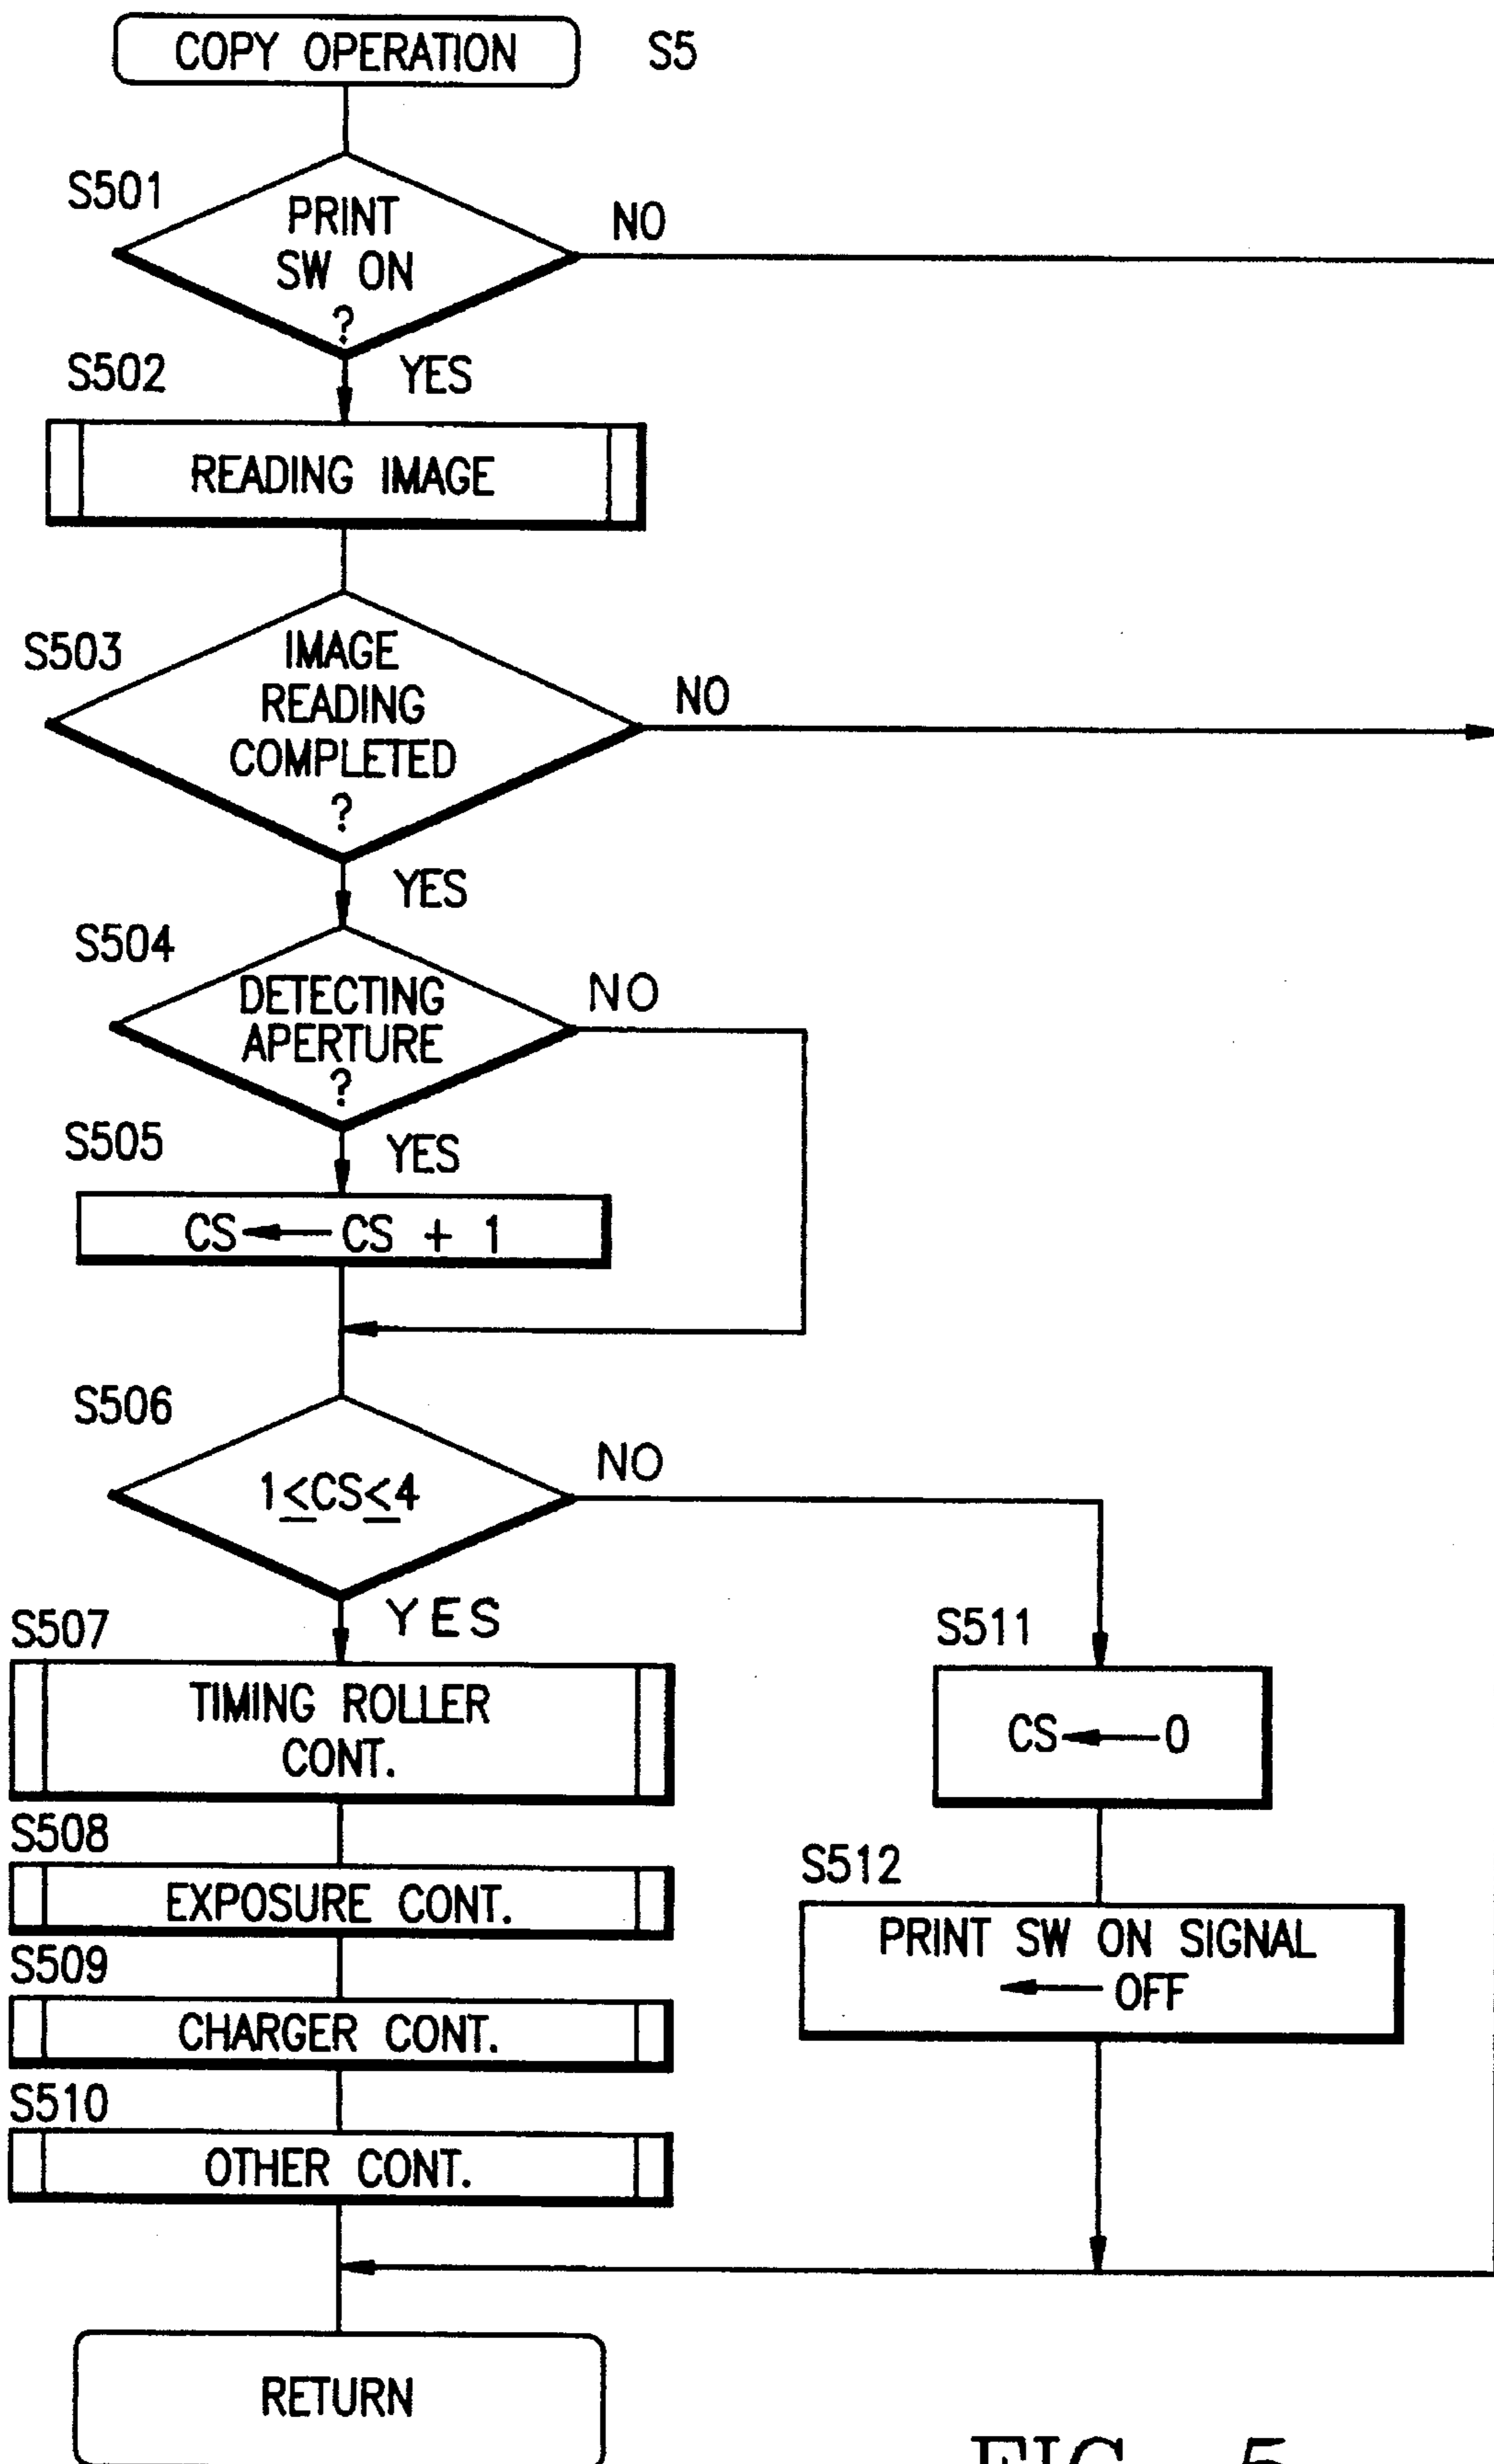 COPY OPERATION S5
S501
PRINT
SW ON
?
NO
YES
S502
READING IMAGE
S503
IMAGE
READING
COMPLETED
?
NO
YES
S504
DETECTING
APERTURE
?
NO
YES
S505
CS ← CS + 1
S506
1≤CS≤4
NO
YES
S507
TIMING ROLLER
CONT.
S508
EXPOSURE CONT.
S509
CHARGER CONT.
S510
OTHER CONT.
S511
CS ← 0
S512
PRINT SW ON SIGNAL
← OFF
RETURN
FIG. 5